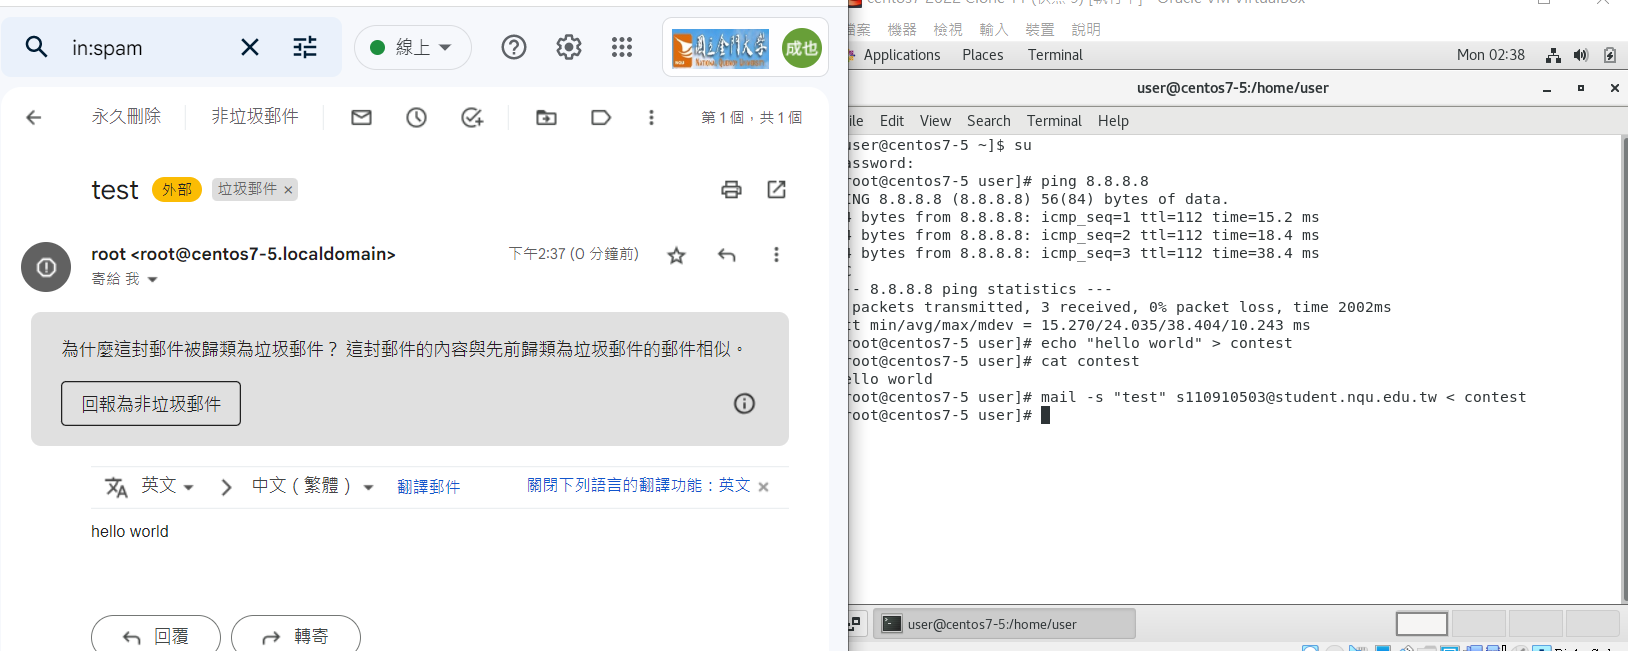 in:spam
線上
國立金門大學
NATIONAL QUEMOY UNIVERSITY
成也
永久刪除
非垃圾郵件
第 1 個，共 1 個
test
外部
垃圾郵件 ×
root <root@centos7-5.localdomain>
下午2:37 (0 分鐘前)
寄給 我
為什麼這封郵件被歸類為垃圾郵件？ 這封郵件的內容與先前歸類為垃圾郵件的郵件相似。
回報為非垃圾郵件
英文
中文（繁體）
翻譯郵件
關閉下列語言的翻譯功能：英文 ×
hello world
回覆
轉寄
檔案 機器 檢視 輸入 裝置 說明
Applications Places Terminal
Mon 02:38
user@centos7-5:/home/user
ile Edit View Search Terminal Help
user@centos7-5 ~]$ su
assword:
root@centos7-5 user]# ping 8.8.8.8
ING 8.8.8.8 (8.8.8.8) 56(84) bytes of data.
4 bytes from 8.8.8.8: icmp_seq=1 ttl=112 time=15.2 ms
4 bytes from 8.8.8.8: icmp_seq=2 ttl=112 time=18.4 ms
4 bytes from 8.8.8.8: icmp_seq=3 ttl=112 time=38.4 ms
C
-- 8.8.8.8 ping statistics ---
packets transmitted, 3 received, 0% packet loss, time 2002ms
tt min/avg/max/mdev = 15.270/24.035/38.404/10.243 ms
root@centos7-5 user]# echo "hello world" > contest
root@centos7-5 user]# cat contest
ello world
root@centos7-5 user]# mail -s "test" s110910503@student.nqu.edu.tw < contest
root@centos7-5 user]#
user@centos7-5:/home/user